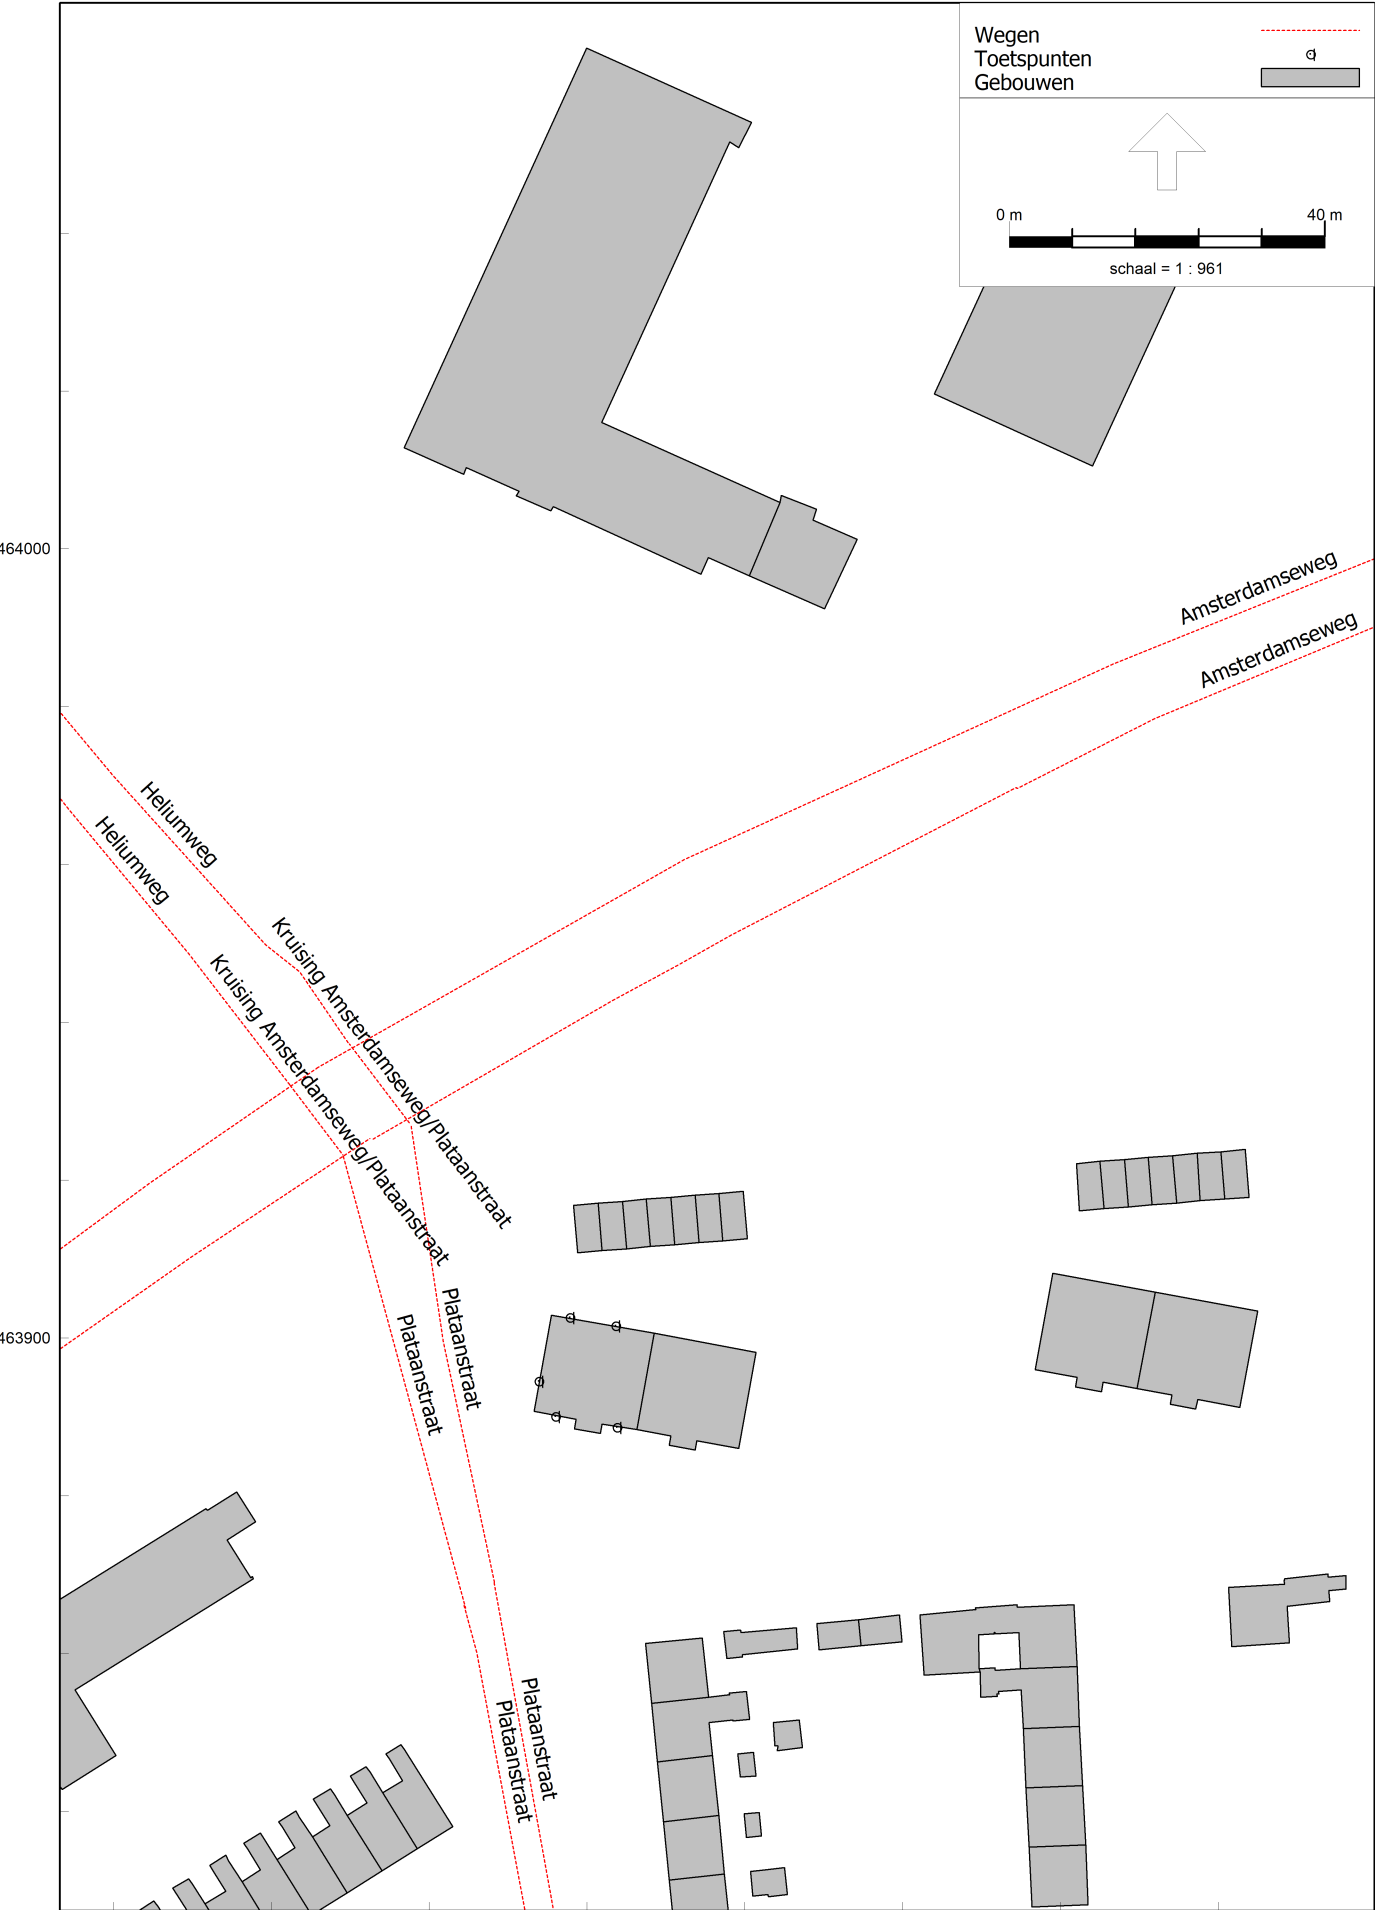 Wegen
Toetspunten
Gebouwen
0 m
40 m
schaal = 1 : 961
464000
Amsterdamseweg
Amsterdamseweg
Heliumweg
Heliumweg
Kruising Amsterdamseweg/Plataanstraat
Kruising Amsterdamseweg/Plataanstraat
Plataanstraat
Plataanstraat
463900
Plataanstraat
Plataanstraat